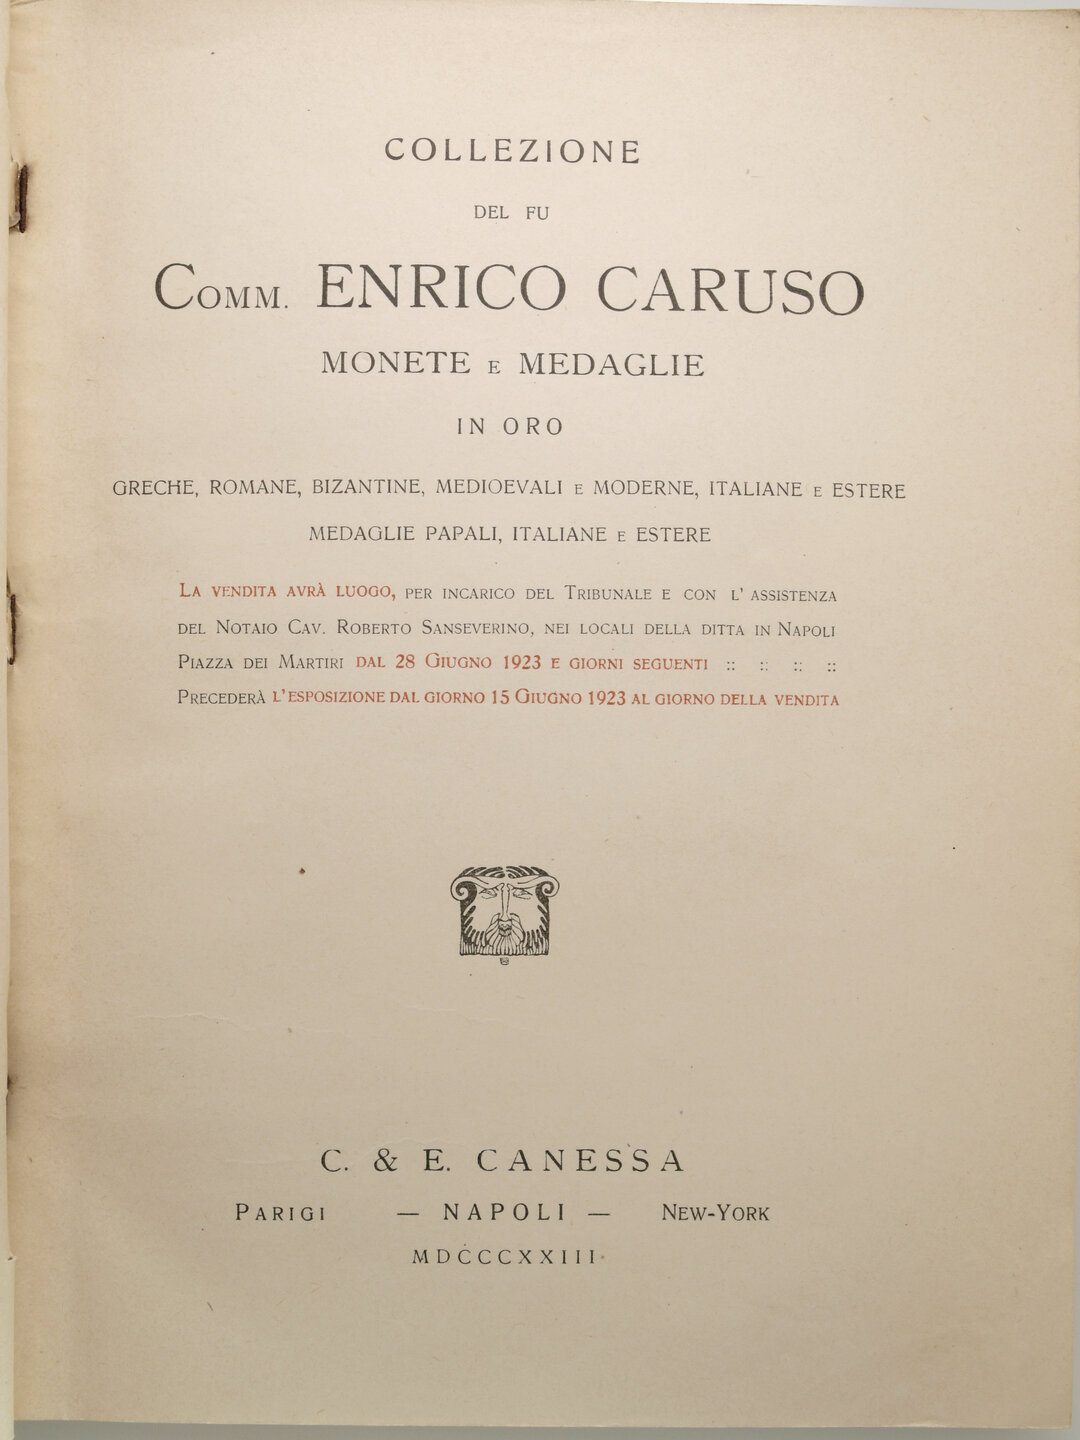 COLLEZIONE
DEL FU
COMM. ENRICO CARUSO
MONETE E MEDAGLIE
IN ORO
GRECHE, ROMANE, BIZANTINE, MEDIOEVALI E MODERNE, ITALIANE E ESTERE
MEDAGLIE PAPALI, ITALIANE E ESTERE
LA VENDITA AVRÀ LUOGO, PER INCARICO DEL TRIBUNALE E CON L' ASSISTENZA
DEL NOTAIO CAV. ROBERTO SANSEVERINO, NEI LOCALI DELLA DITTA IN NAPOLI
PIAZZA DEI MARTIRI DAL 28 GIUGNO 1923 E GIORNI SEGUENTI :: :: :: ::
PRECEDERÀ L'ESPOSIZIONE DAL GIORNO 15 GIUGNO 1923 AL GIORNO DELLA VENDITA
C. & E. CANESSA
PARIGI — NAPOLI — NEW-YORK
MDCCCXXIII